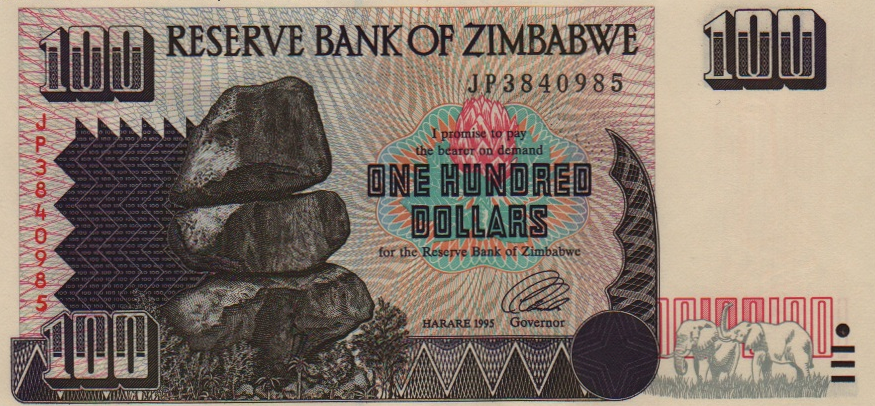 100 RESERVE BANK OF ZIMBABWE 100
JP3840985
JP3840985
I promise to pay
the bearer on demand
ONE HUNDRED
DOLLARS
for the Reserve Bank of Zimbabwe
HARARE 1995 Governor
100
100100100